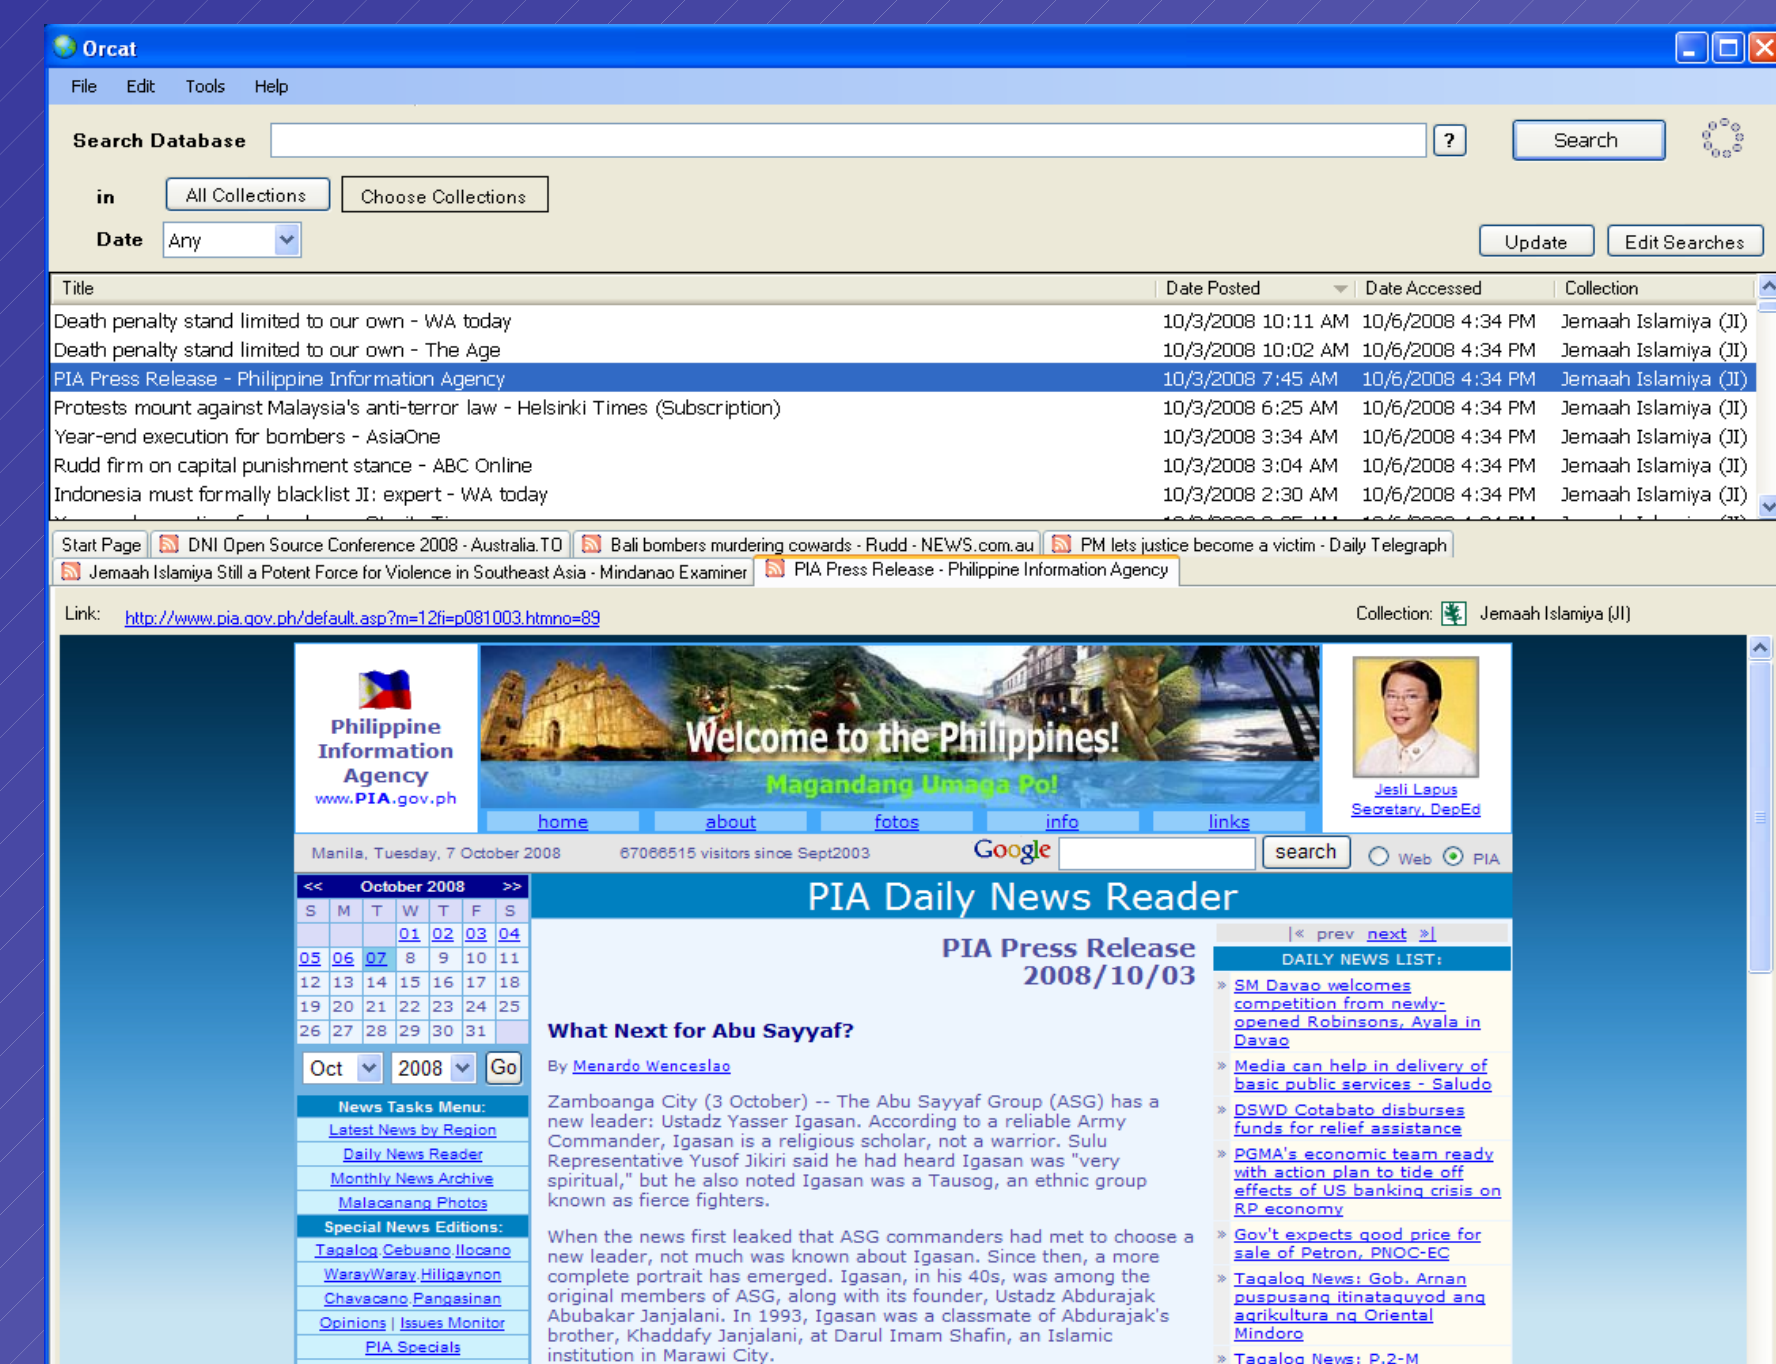 Orcat
File Edit Tools Help
Search Database ? Search
in All Collections Choose Collections
Date Any Update Edit Searches
Title Date Posted Date Accessed Collection
Death penalty stand limited to our own - WA today 10/3/2008 10:11 AM 10/6/2008 4:34 PM Jemaah Islamiya (JI)
Death penalty stand limited to our own - The Age 10/3/2008 10:02 AM 10/6/2008 4:34 PM Jemaah Islamiya (JI)
PIA Press Release - Philippine Information Agency 10/3/2008 7:45 AM 10/6/2008 4:34 PM Jemaah Islamiya (JI)
Protests mount against Malaysia's anti-terror law - Helsinki Times (Subscription) 10/3/2008 6:25 AM 10/6/2008 4:34 PM Jemaah Islamiya (JI)
Year-end execution for bombers - AsiaOne 10/3/2008 3:34 AM 10/6/2008 4:34 PM Jemaah Islamiya (JI)
Rudd firm on capital punishment stance - ABC Online 10/3/2008 3:04 AM 10/6/2008 4:34 PM Jemaah Islamiya (JI)
Indonesia must formally blacklist JI: expert - WA today 10/3/2008 2:30 AM 10/6/2008 4:34 PM Jemaah Islamiya (JI)
Start Page DNI Open Source Conference 2008 - Australia.TO Bali bombers murdering cowards - Rudd - NEWS.com.au PM lets justice become a victim - Daily Telegraph
Jemaah Islamiya Still a Potent Force for Violence in Southeast Asia - Mindanao Examiner PIA Press Release - Philippine Information Agency
Link: http://www.pia.gov.ph/default.asp?m=12fi=p081003.htmno=89 Collection: Jemaah Islamiya (JI)
Philippine
Information
Agency
www.PIA.gov.ph
Welcome to the Philippines!
Magandang Umaga Po!
home about fotos info links
Jesli Lapus
Secretary, DepEd
Manila, Tuesday, 7 October 2008 67066515 visitors since Sept2003 Google search Web PIA
<< October 2008 >>
S M T W T F S
01 02 03 04
05 06 07 8 9 10 11
12 13 14 15 16 17 18
19 20 21 22 23 24 25
26 27 28 29 30 31
Oct 2008 Go
News Tasks Menu:
Latest News by Region
Daily News Reader
Monthly News Archive
Malacanang Photos
Special News Editions:
Tagalog.Cebuano.Ilocano
WarayWaray.Hiligaynon
Chavacano.Pangasinan
Opinions | Issues Monitor
PIA Specials
PIA Daily News Reader
PIA Press Release
2008/10/03
What Next for Abu Sayyaf?
By Menardo Wenceslao
Zamboanga City (3 October) -- The Abu Sayyaf Group (ASG) has a
new leader: Ustadz Yasser Igasan. According to a reliable Army
Commander, Igasan is a religious scholar, not a warrior. Sulu
Representative Yusof Jikiri said he had heard Igasan was "very
spiritual," but he also noted Igasan was a Tausog, an ethnic group
known as fierce fighters.
When the news first leaked that ASG commanders had met to choose a
new leader, not much was known about Igasan. Since then, a more
complete portrait has emerged. Igasan, in his 40s, was among the
original members of ASG, along with its founder, Ustadz Abdurajak
Abubakar Janjalani. In 1993, Igasan was a classmate of Abdurajak's
brother, Khaddafy Janjalani, at Darul Imam Shafin, an Islamic
institution in Marawi City.
|« prev next »|
DAILY NEWS LIST:
» SM Davao welcomes
competition from newly-
opened Robinsons, Ayala in
Davao
» Media can help in delivery of
basic public services - Saludo
» DSWD Cotabato disburses
funds for relief assistance
» PGMA's economic team ready
with action plan to tide off
effects of US banking crisis on
RP economy
» Gov't expects good price for
sale of Petron, PNOC-EC
» Tagalog News: Gob. Arnan
puspusang itinataguyod ang
agrikultura ng Oriental
Mindoro
» Tagalog News: P.2-M